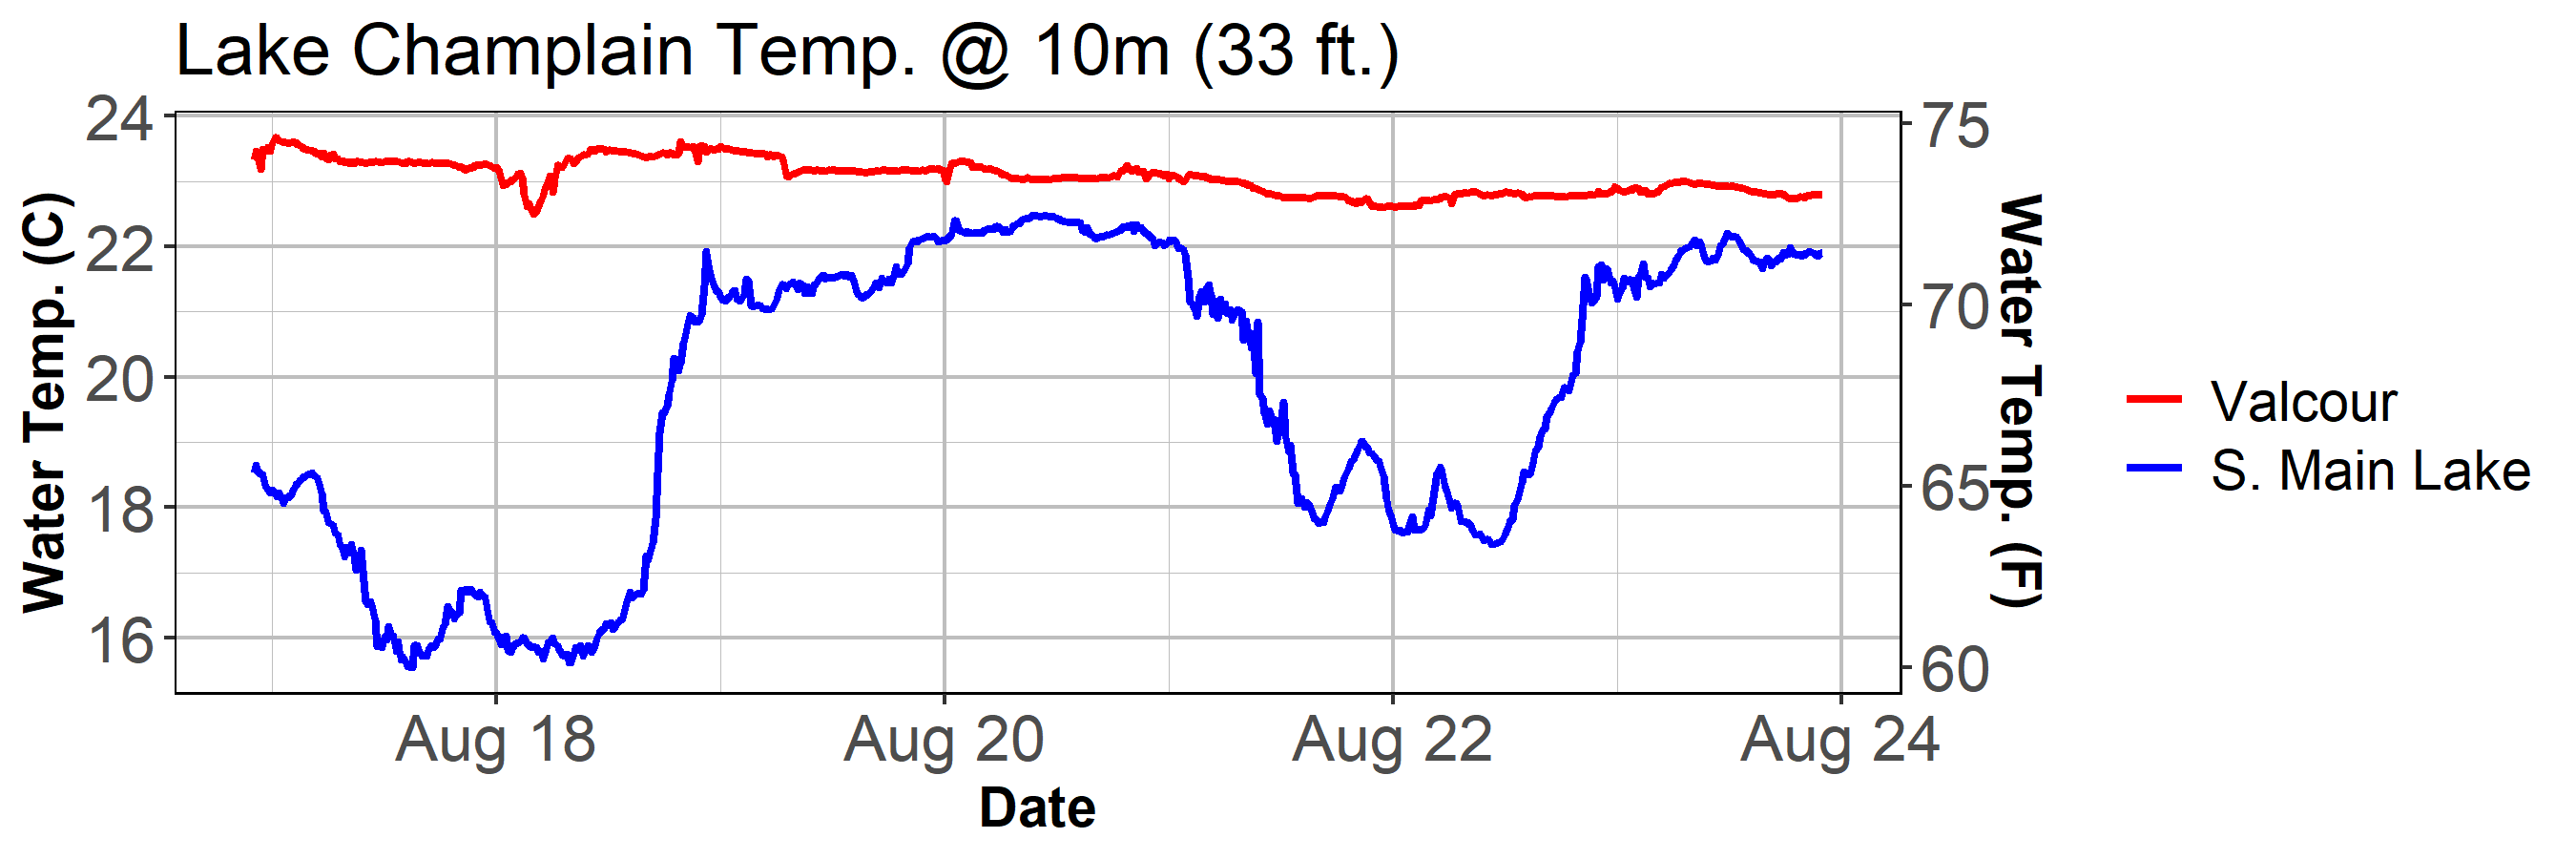 Lake Champlain Temp. @ 10m (33 ft.)
Water Temp. (C)
24
22
20
18
16
75
70
65
60
Water Temp. (F)
Aug 18
Aug 20
Aug 22
Aug 24
Date
Valcour
S. Main Lake